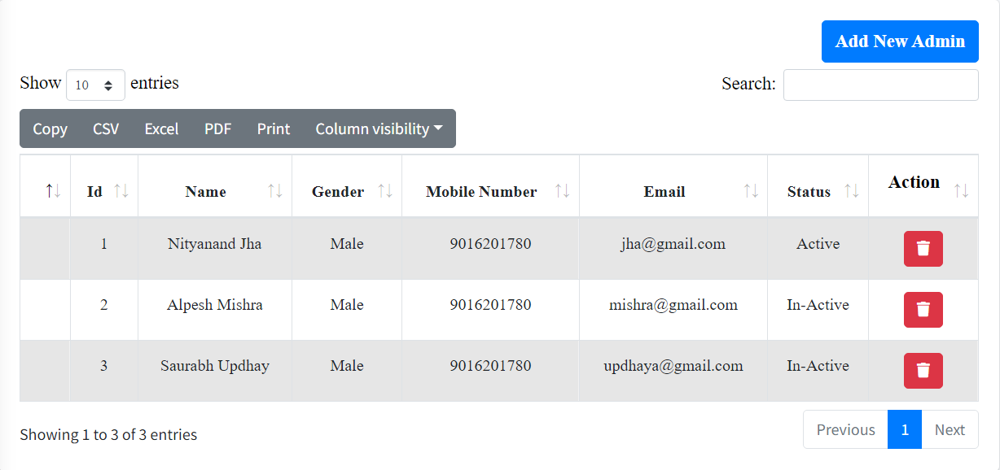 Add New Admin
Show 10 entries Search:
Copy CSV Excel PDF Print Column visibility
Id Name Gender Mobile Number Email Status Action
1 Nityanand Jha Male 9016201780 jha@gmail.com Active
2 Alpesh Mishra Male 9016201780 mishra@gmail.com In-Active
3 Saurabh Updhay Male 9016201780 updhaya@gmail.com In-Active
Showing 1 to 3 of 3 entries Previous 1 Next